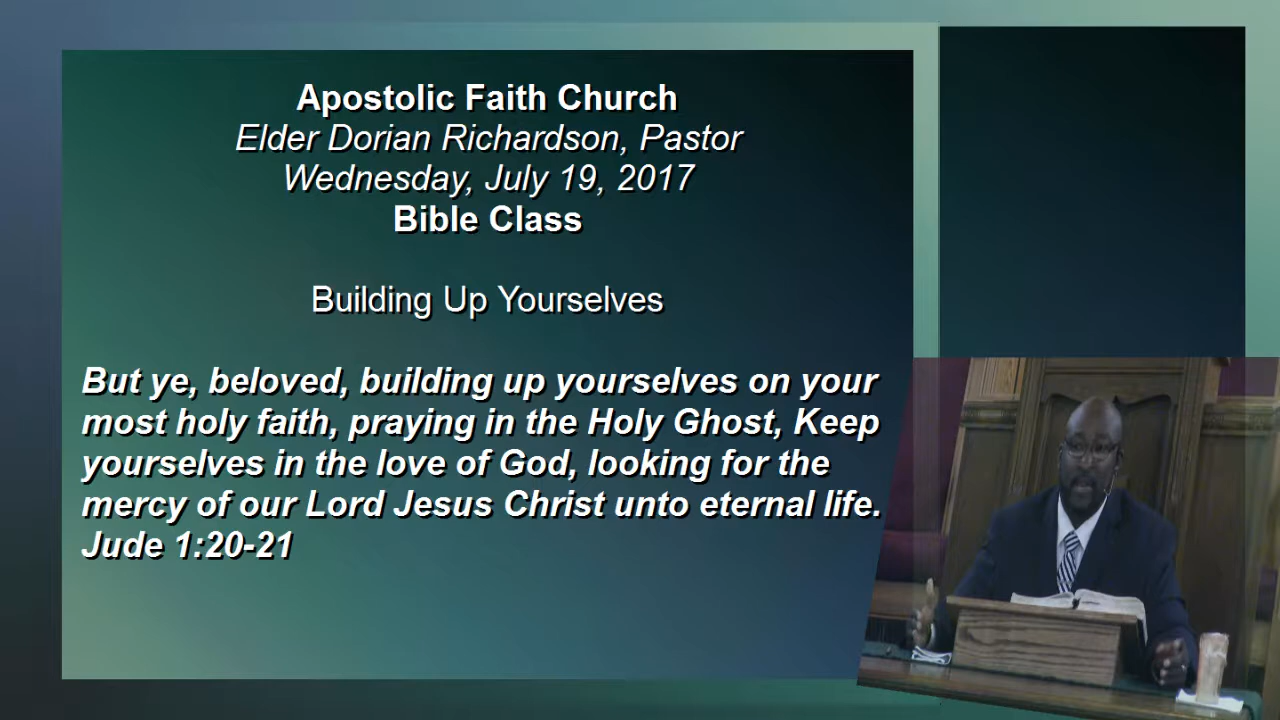 Apostolic Faith Church
Elder Dorian Richardson, Pastor
Wednesday, July 19, 2017
Bible Class
Building Up Yourselves
But ye, beloved, building up yourselves on your
most holy faith, praying in the Holy Ghost, Keep
yourselves in the love of God, looking for the
mercy of our Lord Jesus Christ unto eternal life.
Jude 1:20-21